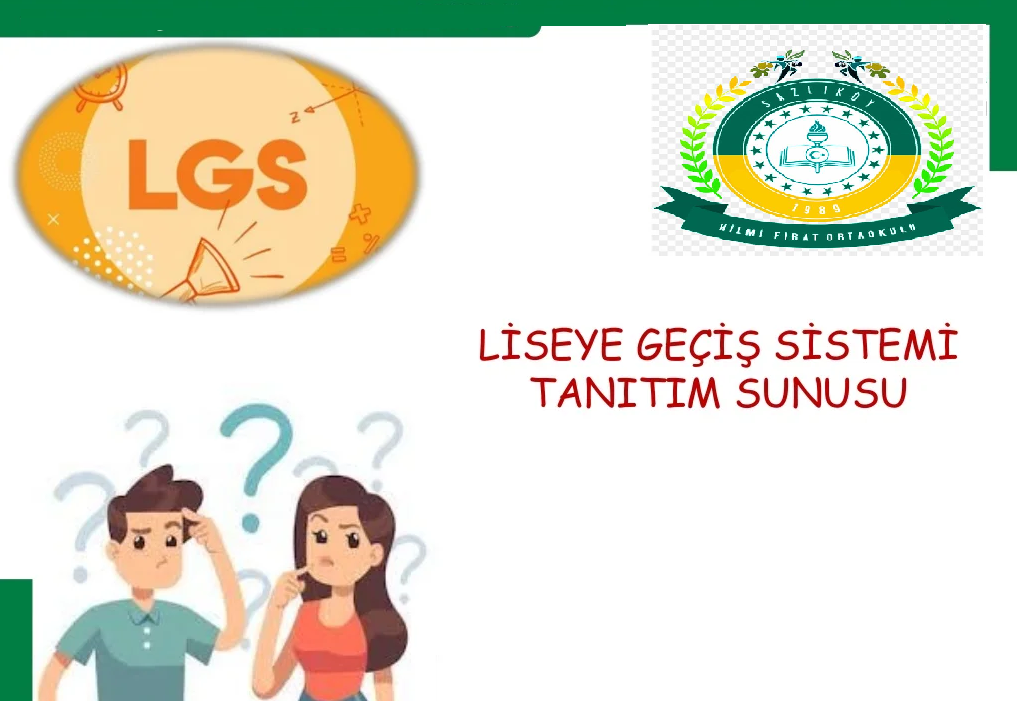 LGS
Z
SAZLIKÖY
1989
HİLMİ FIRAT ORTAOKULU
LİSEYE GEÇİŞ SİSTEMİ
TANITIM SUNUSU